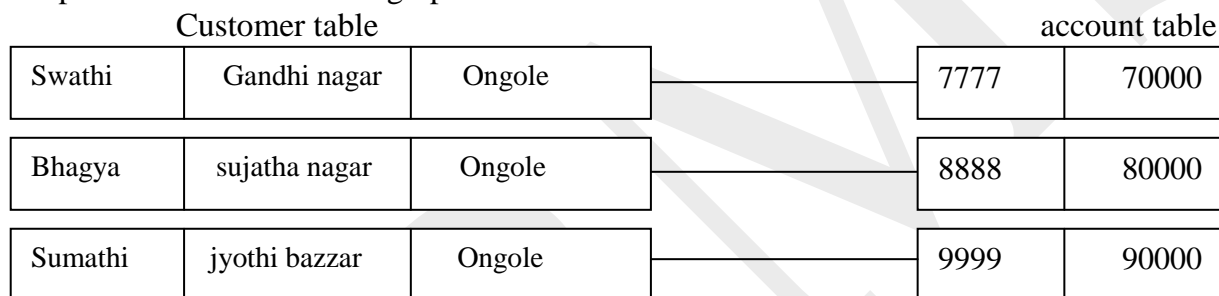 Customer table account table
Swathi Gandhi nagar Ongole 7777 70000
Bhagya sujatha nagar Ongole 8888 80000
Sumathi jyothi bazzar Ongole 9999 90000